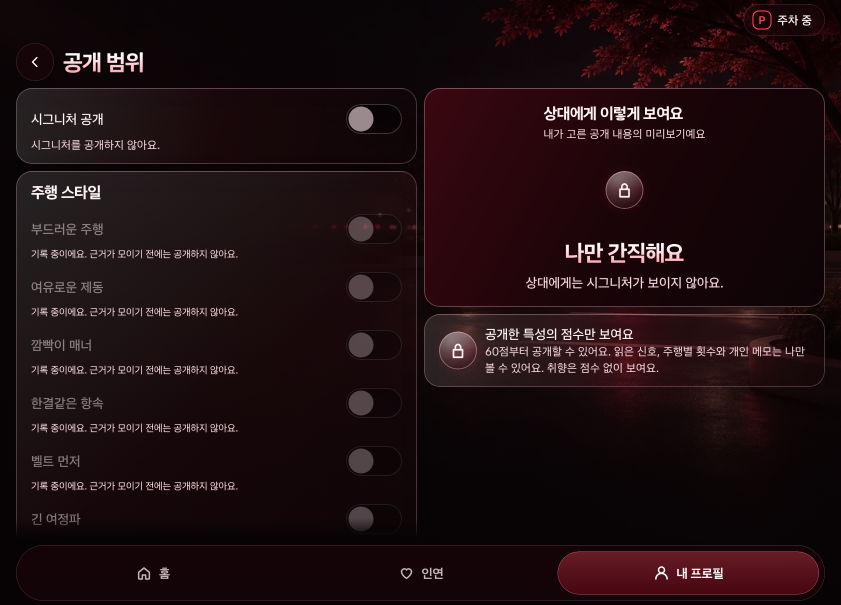 P 주차 중
공개 범위
시그니처 공개
시그니처를 공개하지 않아요.
주행 스타일
부드러운 주행
기록 중이에요. 근거가 모이기 전에는 공개하지 않아요.
여유로운 제동
기록 중이에요. 근거가 모이기 전에는 공개하지 않아요.
깜빡이 매너
기록 중이에요. 근거가 모이기 전에는 공개하지 않아요.
한결같은 항속
기록 중이에요. 근거가 모이기 전에는 공개하지 않아요.
벨트 먼저
기록 중이에요. 근거가 모이기 전에는 공개하지 않아요.
긴 여정파
상대에게 이렇게 보여요
내가 고른 공개 내용의 미리보기예요
나만 간직해요
상대에게는 시그니처가 보이지 않아요.
공개한 특성의 점수만 보여요
60점부터 공개할 수 있어요. 읽은 신호, 주행별 횟수와 개인 메모는 나만
볼 수 있어요. 취향은 점수 없이 보여요.
홈
인연
내 프로필